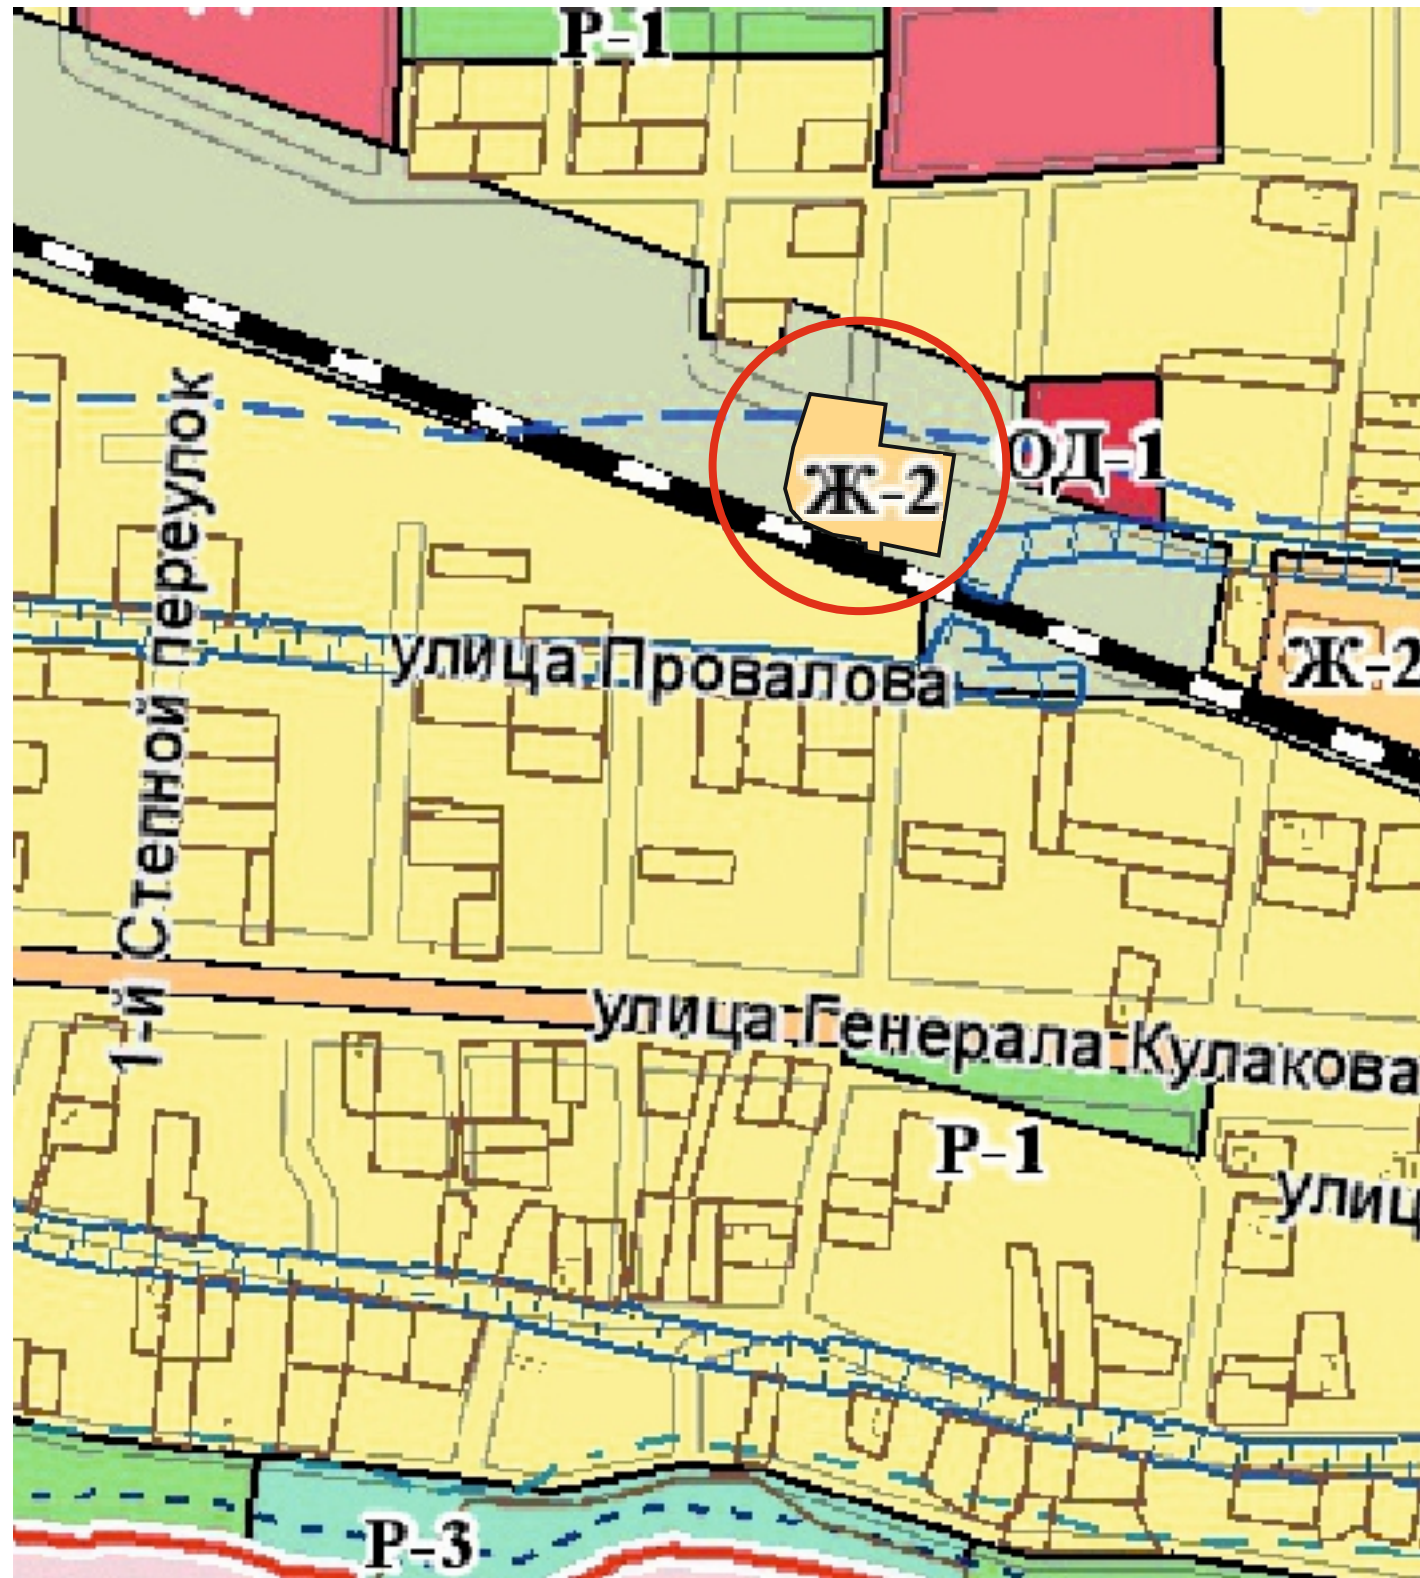 Р-1
ОД-1
Ж-2
Ж-2
улица Провалова
1-й Степной переулок
улица Генерала Кулакова
Р-1
улиц
Р-3